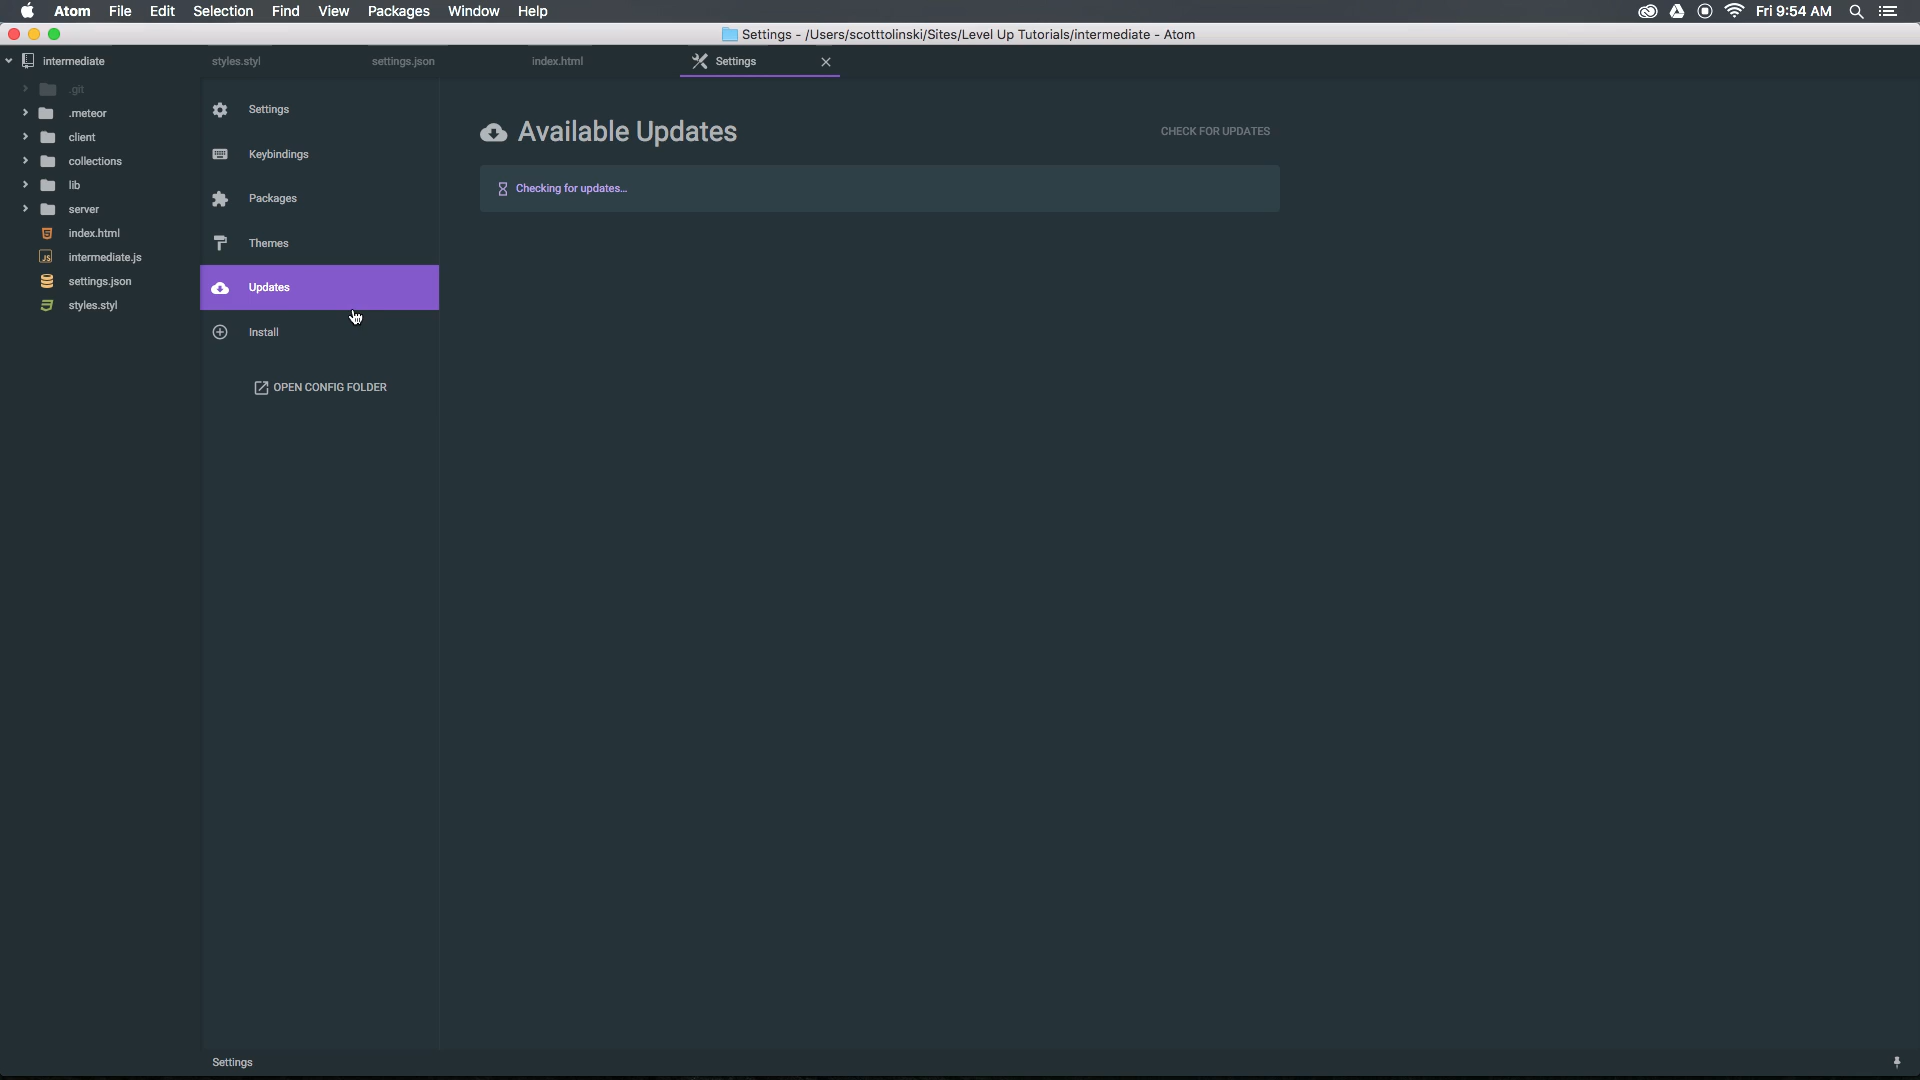 Atom File Edit Selection Find View Packages Window Help Fri 9:54 AM
Settings - /Users/scotttolinski/Sites/Level Up Tutorials/intermediate - Atom
intermediate
.git
.meteor
client
collections
lib
server
index.html
intermediate.js
settings.json
styles.styl
styles.styl settings.json index.html Settings
Settings
Keybindings
Packages
Themes
Updates
Install
OPEN CONFIG FOLDER
Available Updates CHECK FOR UPDATES
Checking for updates...
Settings